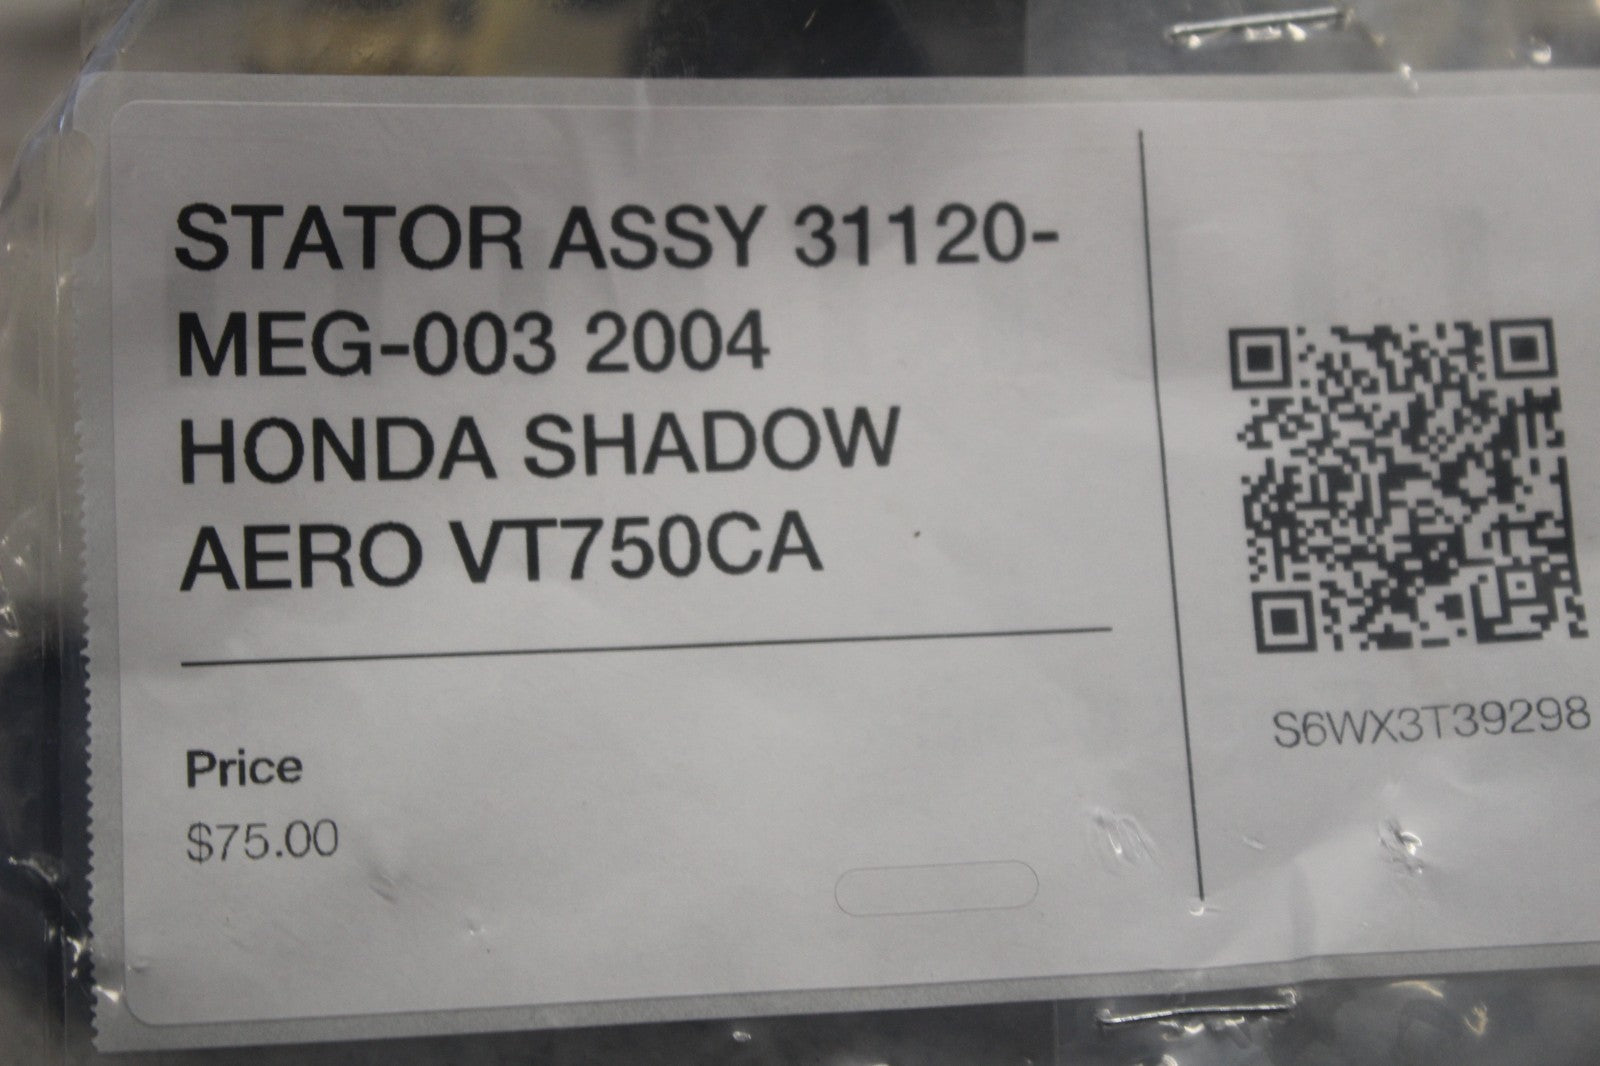 STATOR ASSY 31120-
MEG-003 2004
HONDA SHADOW
AERO VT750CA
Price
$75.00
S6WX3T39298